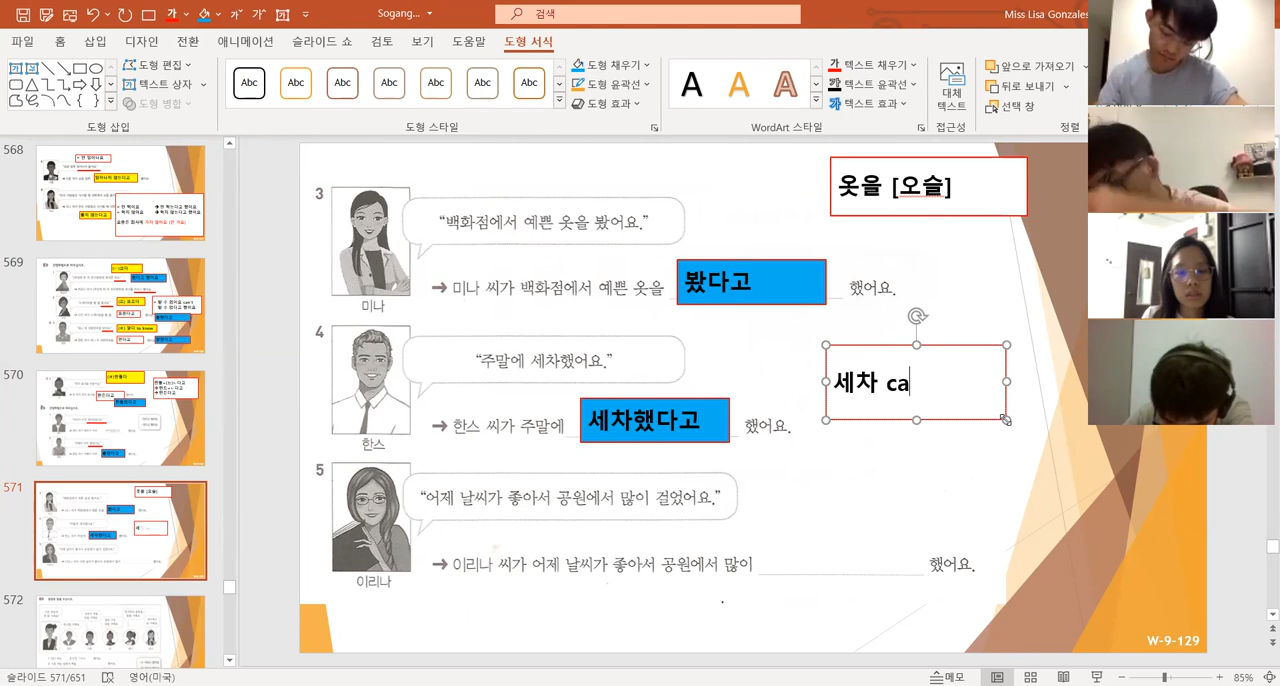 Sogang...
검색
Miss Lisa Gonzales
파일 홈 삽입 디자인 전환 애니메이션 슬라이드 쇼 검토 보기 도움말 도형 서식
도형 편집
텍스트 상자
도형 병합
도형 삽입
Abc Abc Abc Abc Abc Abc Abc
도형 채우기
도형 윤곽선
도형 효과
도형 스타일
A A A
텍스트 채우기
텍스트 윤곽선
텍스트 효과
WordArt 스타일
대체
텍스트
접근성
앞으로 가져오기
뒤로 보내기
선택 창
정렬
568
569
570
571
572
옷을 [오슬]
3
"백화점에서 예쁜 옷을 봤어요."
➞ 미나 씨가 백화점에서 예쁜 옷을 봤다고 했어요.
미나
4
"주말에 세차했어요."
세차 ca
➞ 한스 씨가 주말에 세차했다고 했어요.
한스
5
"어제 날씨가 좋아서 공원에서 많이 걸었어요."
➞ 이리나 씨가 어제 날씨가 좋아서 공원에서 많이 ____ 했어요.
이리나
W-9-129
슬라이드 571/651 영어(미국) 메모 85%